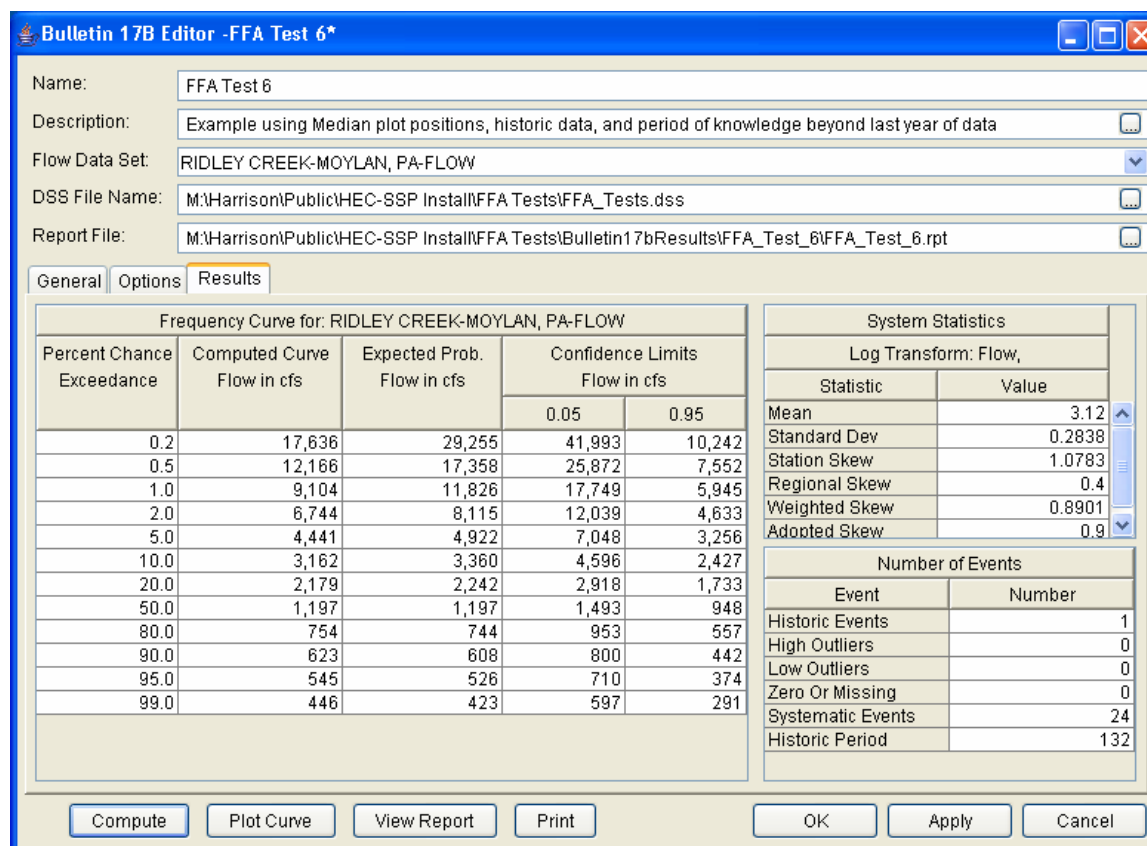 Bulletin 17B Editor -FFA Test 6*
Name: FFA Test 6
Description: Example using Median plot positions, historic data, and period of knowledge beyond last year of data ...
Flow Data Set: RIDLEY CREEK-MOYLAN, PA-FLOW
DSS File Name: M:\Harrison\Public\HEC-SSP Install\FFA Tests\FFA_Tests.dss ...
Report File: M:\Harrison\Public\HEC-SSP Install\FFA Tests\Bulletin17bResults\FFA_Test_6\FFA_Test_6.rpt ...
General Options Results
Frequency Curve for: RIDLEY CREEK-MOYLAN, PA-FLOW
Percent Chance Computed Curve Expected Prob. Confidence Limits
Exceedance Flow in cfs Flow in cfs Flow in cfs
0.05 0.95
0.2 17,636 29,255 41,993 10,242
0.5 12,166 17,358 25,872 7,552
1.0 9,104 11,826 17,749 5,945
2.0 6,744 8,115 12,039 4,633
5.0 4,441 4,922 7,048 3,256
10.0 3,162 3,360 4,596 2,427
20.0 2,179 2,242 2,918 1,733
50.0 1,197 1,197 1,493 948
80.0 754 744 953 557
90.0 623 608 800 442
95.0 545 526 710 374
99.0 446 423 597 291
System Statistics
Log Transform: Flow,
Statistic Value
Mean 3.12
Standard Dev 0.2838
Station Skew 1.0783
Regional Skew 0.4
Weighted Skew 0.8901
Adopted Skew 0.9
Number of Events
Event Number
Historic Events 1
High Outliers 0
Low Outliers 0
Zero Or Missing 0
Systematic Events 24
Historic Period 132
Compute Plot Curve View Report Print OK Apply Cancel